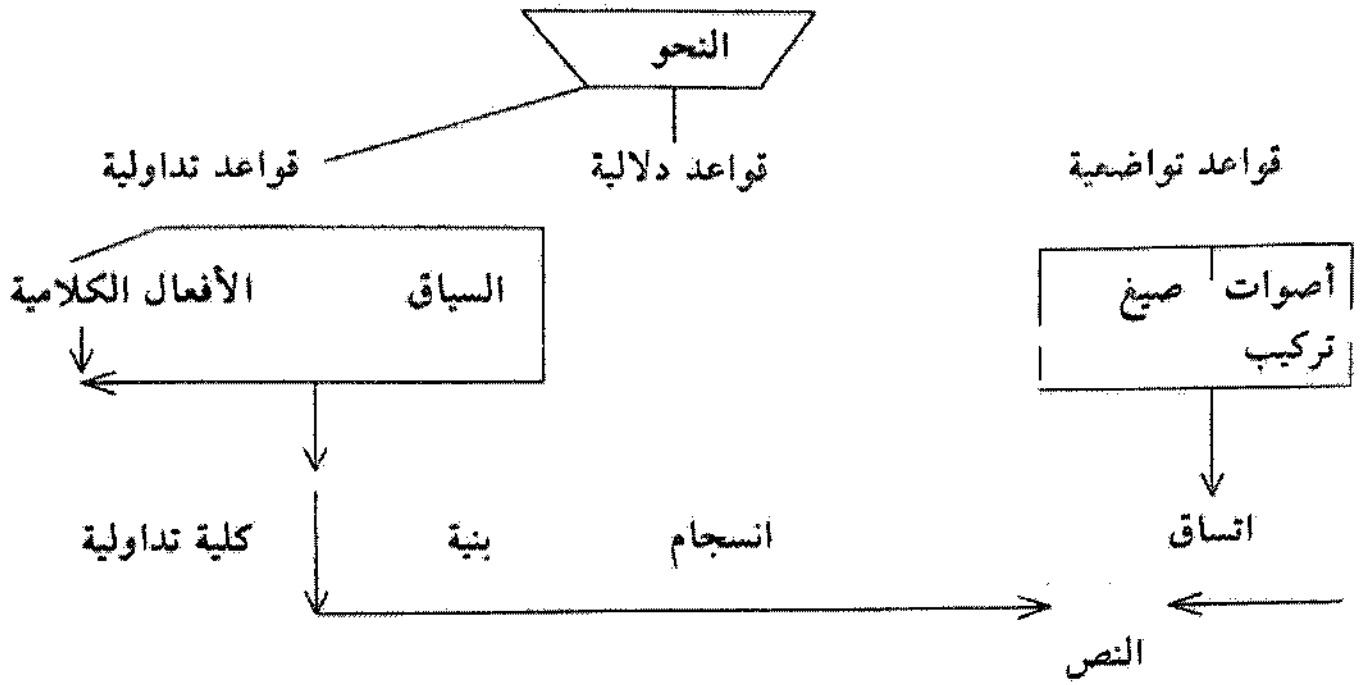 النحو
قواعد تواضعية قواعد دلالية قواعد تداولية
أصوات صيغ السياق الأفعال الكلامية
تركيب
اتساق انسجام بنية كلية تداولية
النص